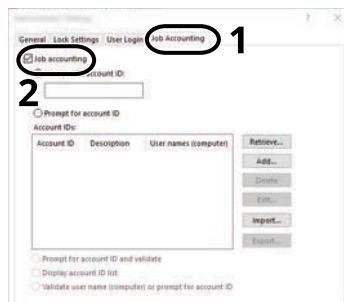 ? X
General Lock Settings User Login Job Accounting 1
Job accounting
account ID:
2
Prompt for account ID
Account IDs:
Account ID Description User names (computer)
Retrieve...
Add...
Delete
Edit...
Import...
Export...
Prompt for account ID and validate
Display account ID list
Validate user name (computer) or prompt for account ID